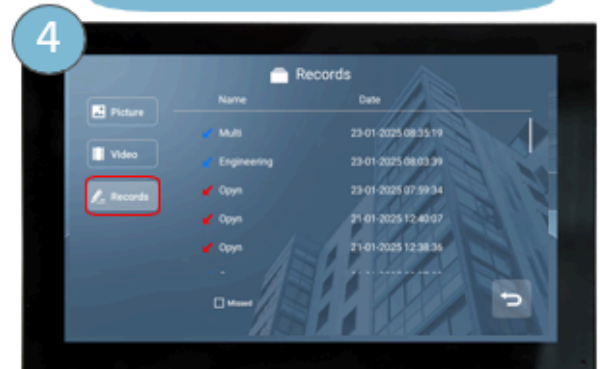 4
Records
Name Date
Picture
Multi 23-01-2025 08:35:19
Video
Engineering 23-01-2025 08:03:39
Records
Opyn 23-01-2025 07:59:34
Opyn 21-01-2025 12:40:07
Opyn 21-01-2025 12:38:36
Missed